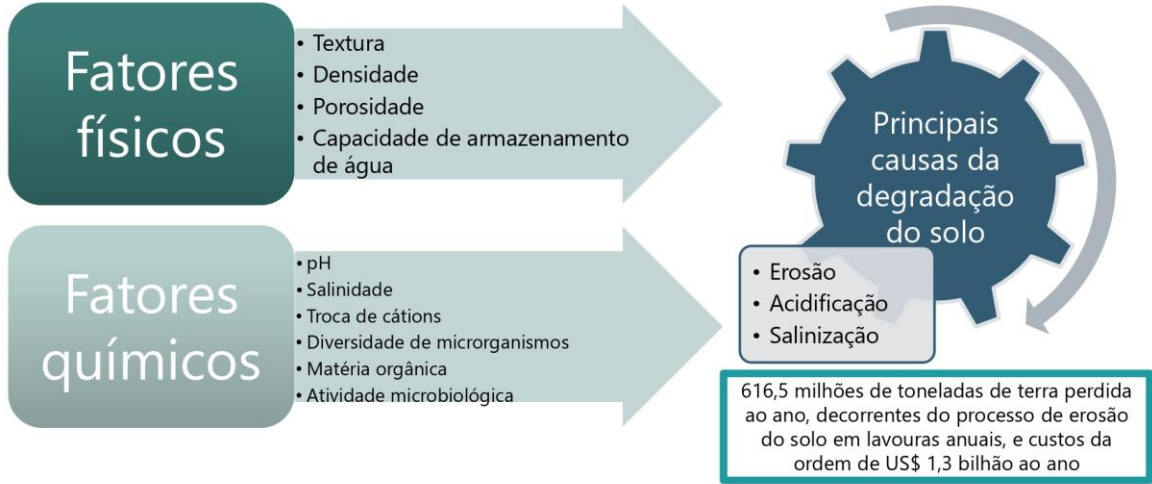 Fatores
físicos
• Textura
• Densidade
• Porosidade
• Capacidade de armazenamento
de água
Fatores
químicos
• pH
• Salinidade
• Troca de cátions
• Diversidade de microrganismos
• Matéria orgânica
• Atividade microbiológica
Principais
causas da
degradação
do solo
• Erosão
• Acidificação
• Salinização
616,5 milhões de toneladas de terra perdida
ao ano, decorrentes do processo de erosão
do solo em lavouras anuais, e custos da
ordem de US$ 1,3 bilhão ao ano